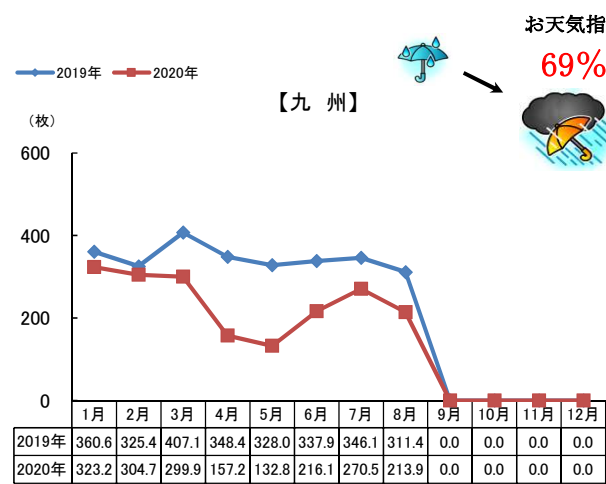 お天気指
69%
2019年 2020年
【九 州】
(枚)
600
400
200
0
1月 2月 3月 4月 5月 6月 7月 8月 9月 10月 11月 12月
2019年 360.6 325.4 407.1 348.4 328.0 337.9 346.1 311.4 0.0 0.0 0.0 0.0
2020年 323.2 304.7 299.9 157.2 132.8 216.1 270.5 213.9 0.0 0.0 0.0 0.0